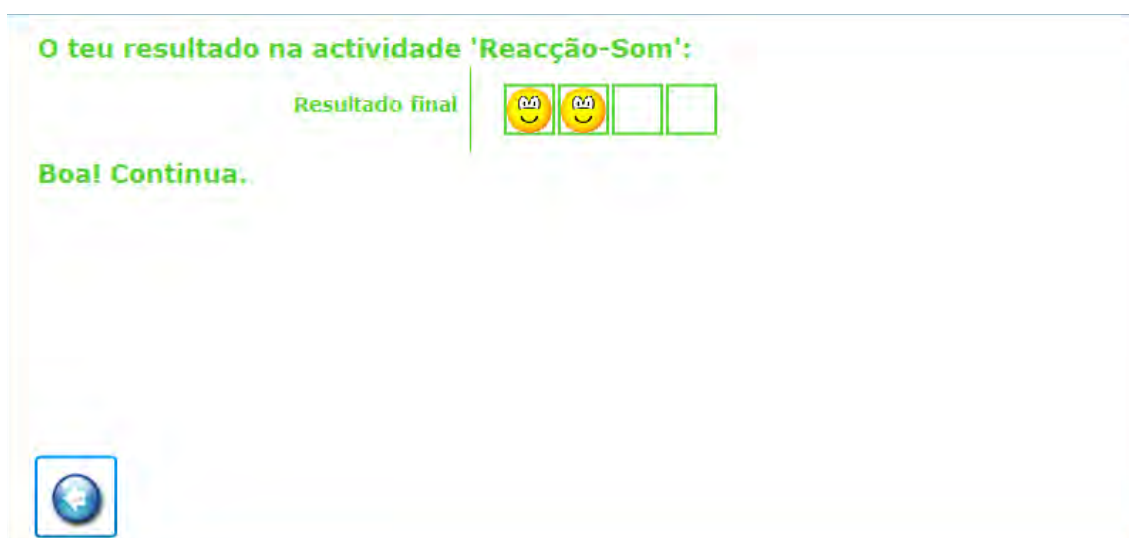 O teu resultado na actividade 'Reacção-Som':
Resultado final
Boa! Continua.